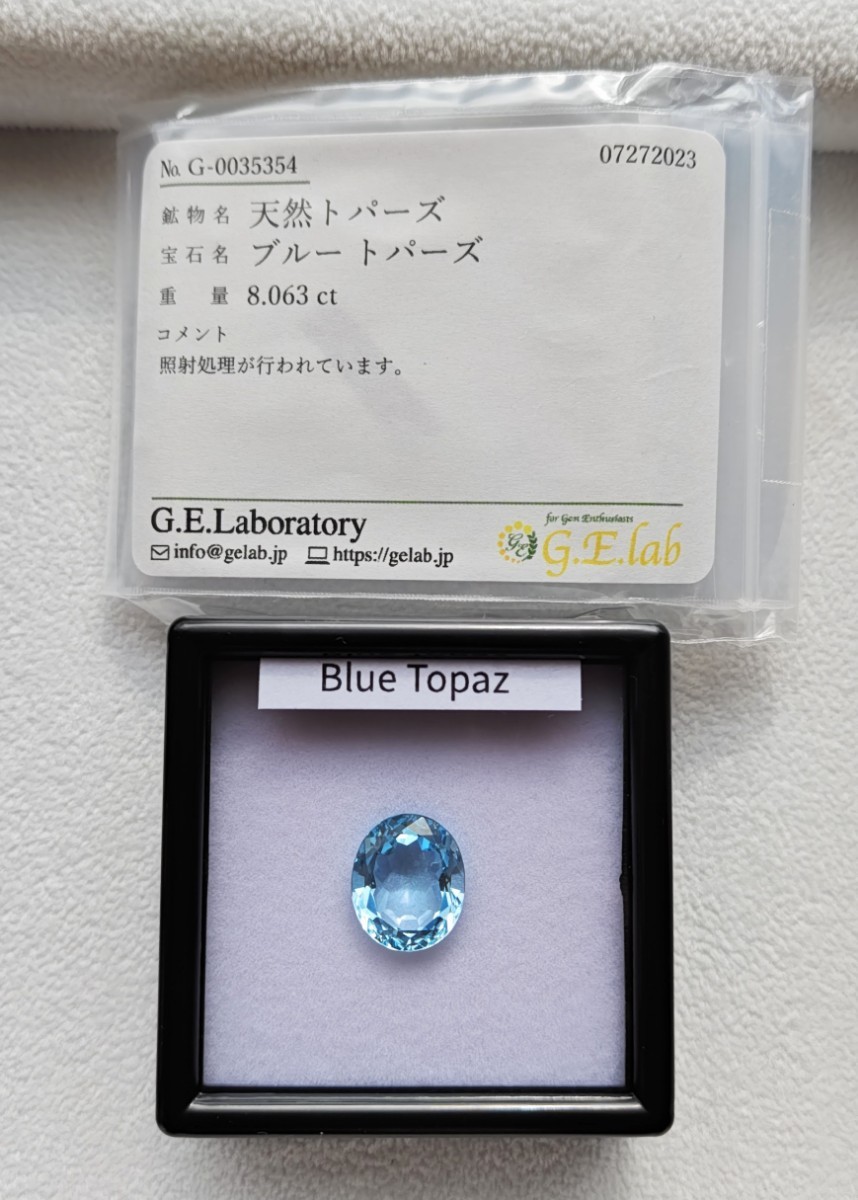 No. G-0035354
07272023
鉱物名 天然トパーズ
宝石名 ブルートパーズ
重 量 8.063 ct
コメント
照射処理が行われています。
G.E.Laboratory
info@gelab.jp https://gelab.jp
for Gen Enthusiasts
GE G.E.lab
Blue Topaz